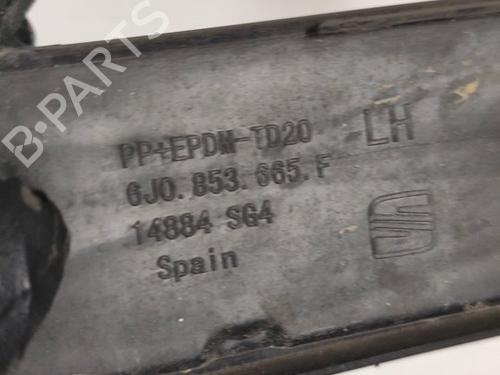 B-PARTS
PP+EPDM-TD20
LH
6J0.853.665.F
14884 SG4
Spain